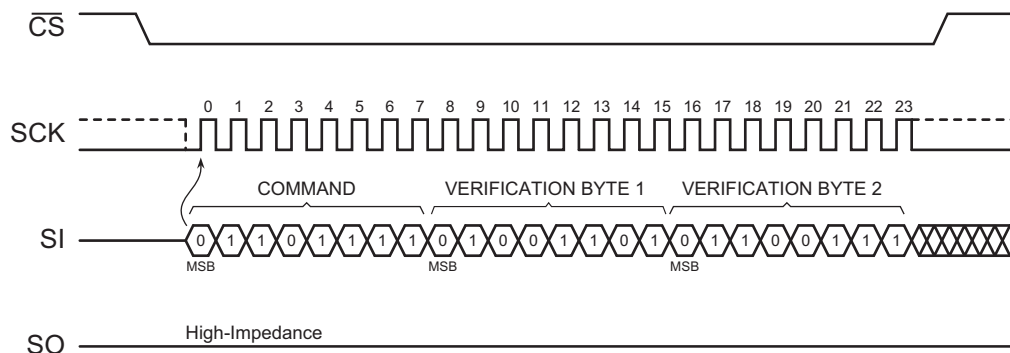 CS
0 1 2 3 4 5 6 7 8 9 10 11 12 13 14 15 16 17 18 19 20 21 22 23
SCK
COMMAND VERIFICATION BYTE 1 VERIFICATION BYTE 2
SI 0 1 1 0 1 1 1 1 0 1 0 0 1 1 0 1 0 1 1 0 0 1 1 1
MSB MSB MSB
High-Impedance
SO